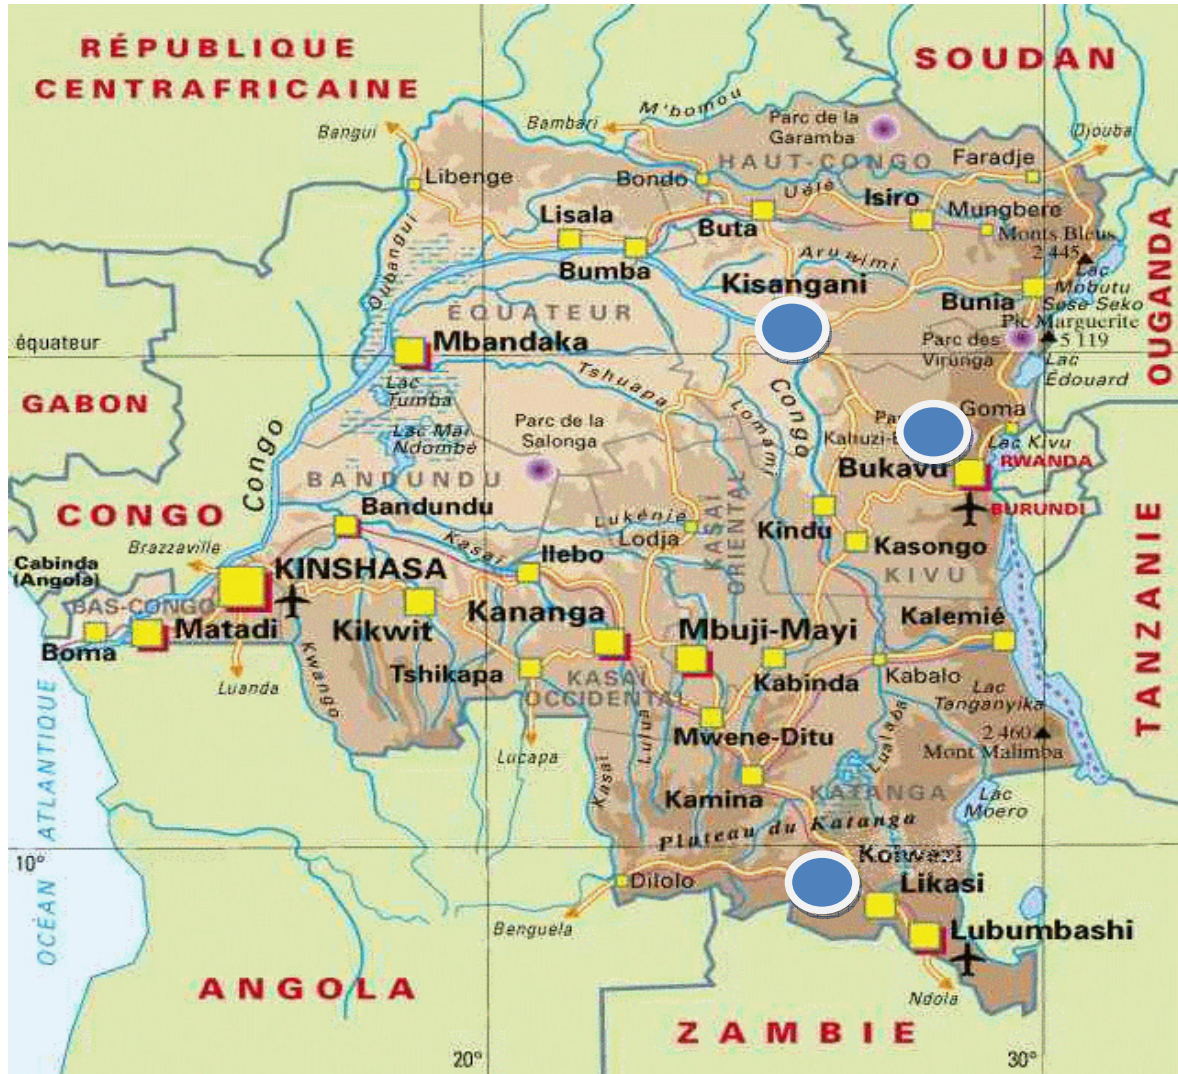 RÉPUBLIQUE
CENTRAFRICAINE
SOUDAN
M'bomou
Parc de la
Garamba
Bangui
Bambari
Djouba
HAUT-CONGO
Faradje
Libenge
Bondo
Uélé
Isiro
Mungbere
Lisala
Buta
Monts Bleus
2 445
Oubangui
Bumba
Aruwimi
Lac
Mobutu
Sese Seko
Kisangani
Bunia
OUGANDA
ÉQUATEUR
Pic Marguerite
5 119
équateur
Mbandaka
Parc des
Virunga
Lac
Édouard
Lac
Tumba
Tshuapa
Congo
Lomami
GABON
Parc de la
Salonga
Goma
Kahuzi-
Lac Kivu
Lac Mai
Ndombe
Congo
RWANDA
Bukavu
BANDUNDU
Bandundu
CONGO
BURUNDI
Lukénie
Lodja
KASAÏ
ORIENTAL
Kindu
Brazzaville
Kasai
Ilebo
Kasongo
Cabinda
(Angola)
KINSHASA
KIVU
TANZANIE
BAS-CONGO
Kananga
Kalemié
Matadi
Kikwit
Mbuji-Mayi
Boma
Kwango
Tshikapa
KASAÏ
OCCIDENTAL
Kabinda
Kabalo
Luanda
Lac
Tanganyika
Lulua
Mwene-Ditu
Lualaba
2 460
Mont Malimba
Lucapa
Kasai
OCÉAN ATLANTIQUE
Kamina
KATANGA
Lac
Moero
Plateau du Katanga
10°
Kolwezi
Dilolo
Likasi
Benguela
Lubumbashi
ANGOLA
Ndola
ZAMBIE
20°
30°